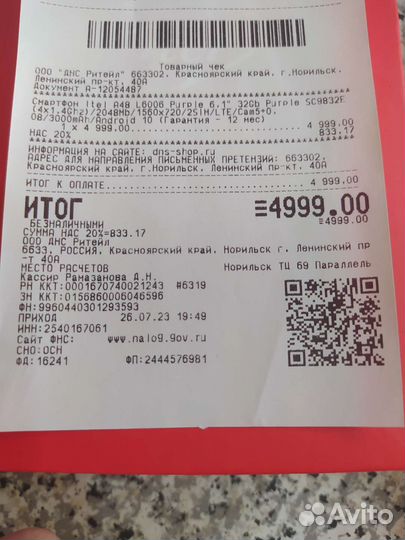 Товарный чек
ООО "ДНС Ритейл" 663302, Красноярский край, г.Норильск,
Ленинский пр-кт, 40А
Документ А-12054487
Смартфон Itel A48 L6006 Purple 6.1" 32Gb Purple SC9832E
(4x1,4Ghz)/2048Mb/1560x720/2SIM/LTE/Cam5+0.
08/3000mAh/Android 10 (Гарантия - 12 мес)
1 x 4 999.00 4 999.00
НДС 20% 833.17
ИНФОРМАЦИЯ НА САЙТЕ: dns-shop.ru
АДРЕС ДЛЯ НАПРАВЛЕНИЯ ПИСЬМЕННЫХ ПРЕТЕНЗИЙ: 663302,
Красноярский край, г.Норильск, Ленинский пр-кт, 40А
ИТОГ К ОПЛАТЕ 4 999.00
ИТОГ ≡4999.00
БЕЗНАЛИЧНЫМИ ≡4999.00
СУММА НДС 20%=833.17
ООО ДНС Ритейл
6633, РОССИЯ, Красноярский край, Норильск г, Ленинский пр
-т 40А
МЕСТО РАСЧЕТОВ Норильск ТЦ 69 Параллель
Кассир Рамазанова Д.Н.
РН ККТ:0001670740021243 #6319
ЗН ККТ:0156860006046596
ФН:9960440301293593
ПРИХОД 26.07.23 19:49
ИНН:2540167061
Сайт ФНС: www.nalog.gov.ru
СНО:ОСН
ФД:16241 ФП:2444576981
Avito